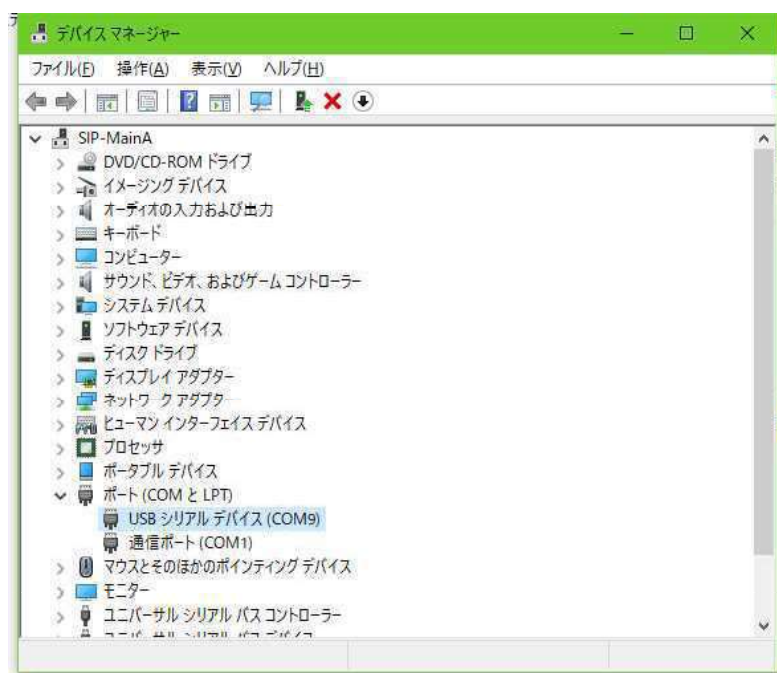 デバイス マネージャー
ファイル(F) 操作(A) 表示(V) ヘルプ(H)
SIP-MainA
DVD/CD-ROM ドライブ
イメージング デバイス
オーディオの入力および出力
キーボード
コンピューター
サウンド、ビデオ、およびゲーム コントローラー
システム デバイス
ソフトウェア デバイス
ディスク ドライブ
ディスプレイ アダプター
ネットワーク アダプター
ヒューマン インターフェイス デバイス
プロセッサ
ポータブル デバイス
ポート (COM と LPT)
USB シリアル デバイス (COM9)
通信ポート (COM1)
マウスとそのほかのポインティング デバイス
モニター
ユニバーサル シリアル バス コントローラー